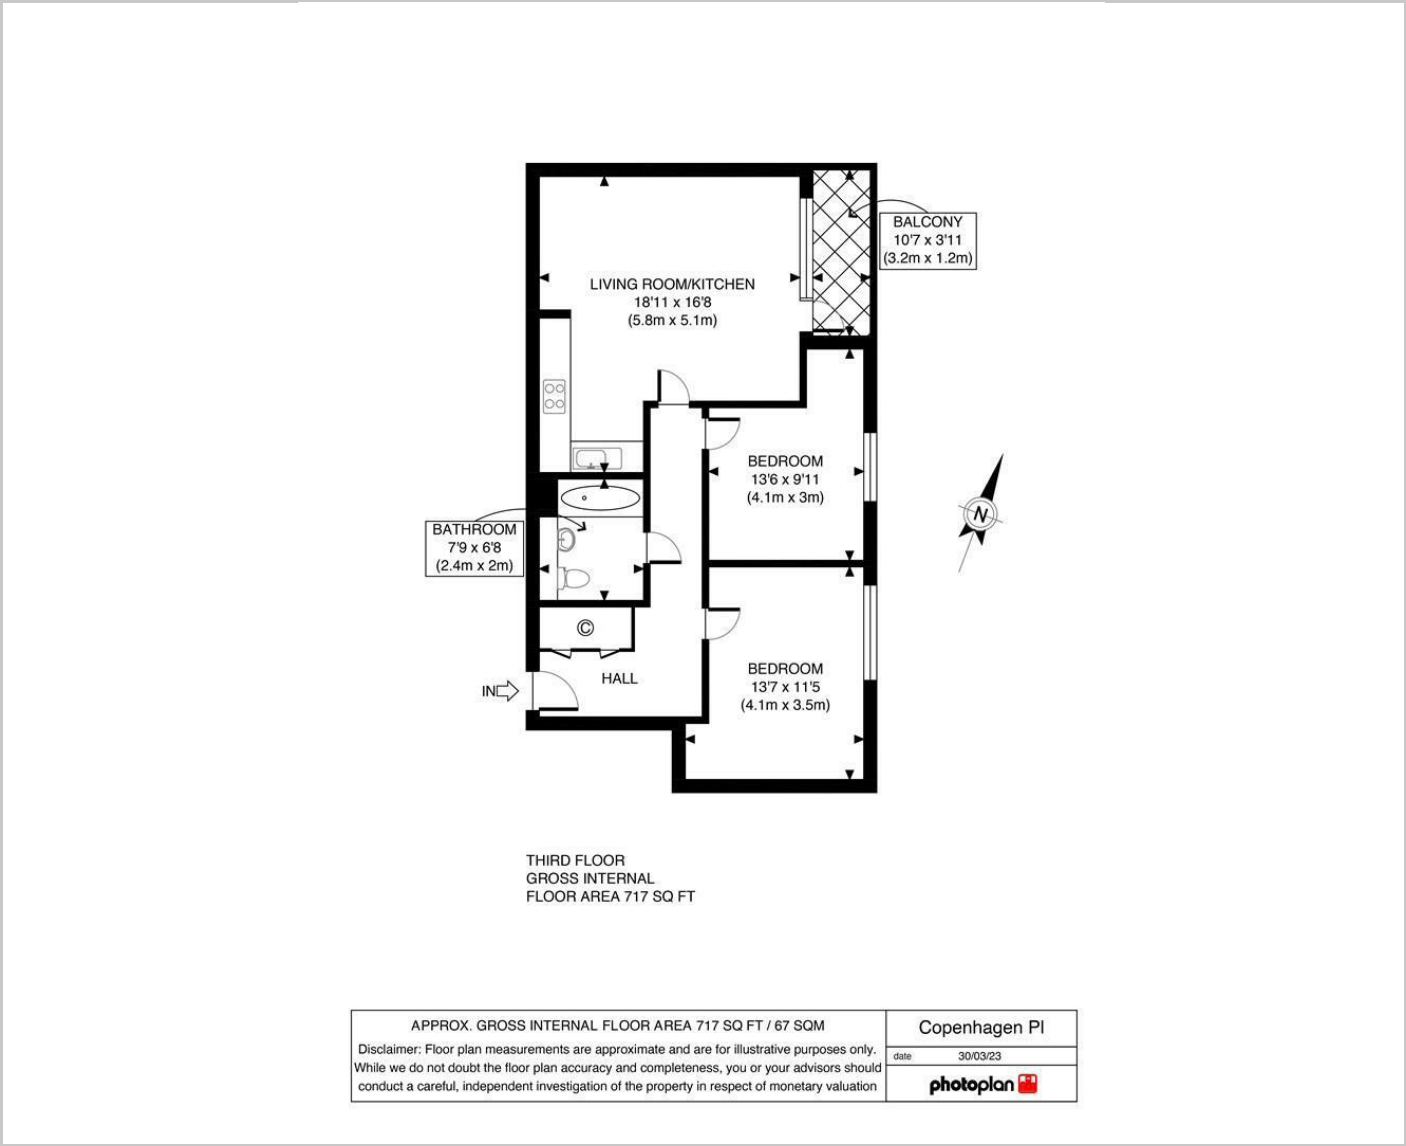 BALCONY
10'7 x 3'11
(3.2m x 1.2m)
LIVING ROOM/KITCHEN
18'11 x 16'8
(5.8m x 5.1m)
BEDROOM
13'6 x 9'11
(4.1m x 3m)
N
BATHROOM
7'9 x 6'8
(2.4m x 2m)
C
HALL
IN
BEDROOM
13'7 x 11'5
(4.1m x 3.5m)
THIRD FLOOR
GROSS INTERNAL
FLOOR AREA 717 SQ FT
APPROX. GROSS INTERNAL FLOOR AREA 717 SQ FT / 67 SQM
Disclaimer: Floor plan measurements are approximate and are for illustrative purposes only.
While we do not doubt the floor plan accuracy and completeness, you or your advisors should
conduct a careful, independent investigation of the property in respect of monetary valuation
Copenhagen Pl
date 30/03/23
photoplan